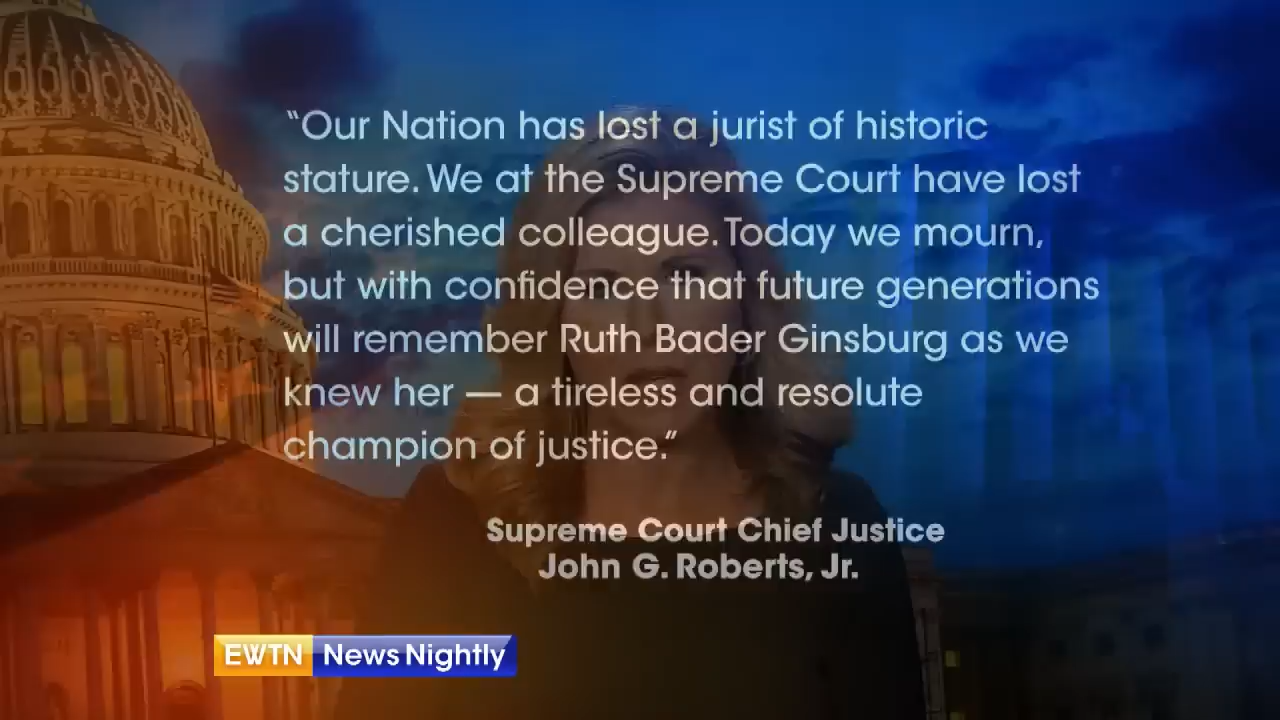 “Our Nation has lost a jurist of historic
stature. We at the Supreme Court have lost
a cherished colleague. Today we mourn,
but with confidence that future generations
will remember Ruth Bader Ginsburg as we
knew her — a tireless and resolute
champion of justice.”
Supreme Court Chief Justice
John G. Roberts, Jr.
EWTN News Nightly